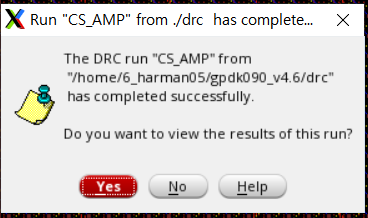 Run "CS_AMP" from ./drc has complete...
The DRC run "CS_AMP" from
"/home/6_harman05/gpdk090_v4.6/drc"
has completed successfully.
Do you want to view the results of this run?
Yes No Help